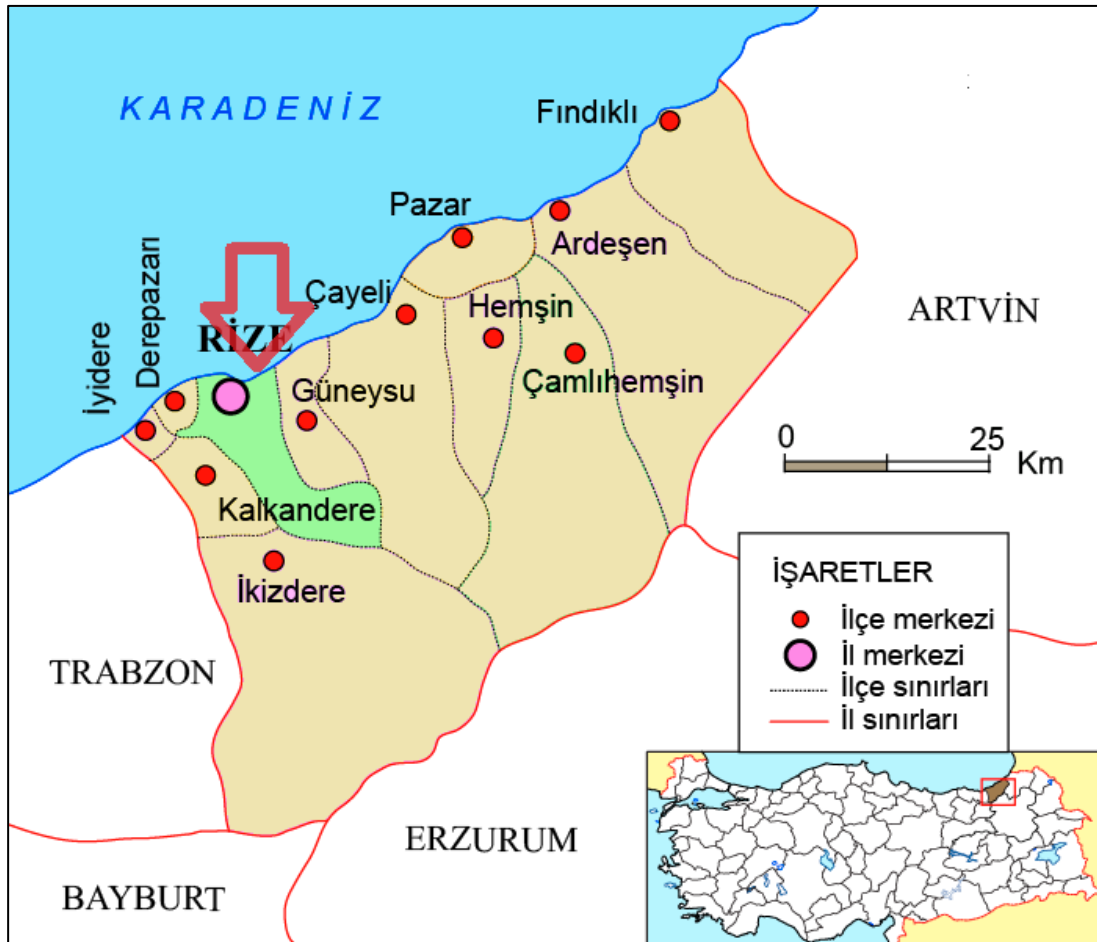 KARADENİZ
Fındıklı
Pazar
Ardeşen
Derepazarı
Çayeli
Hemşin
ARTVİN
RİZE
İyidere
Güneysu
Çamlıhemşin
0 25
Km
Kalkandere
İkizdere
İŞARETLER
İlçe merkezi
İl merkezi
İlçe sınırları
İl sınırları
TRABZON
ERZURUM
BAYBURT